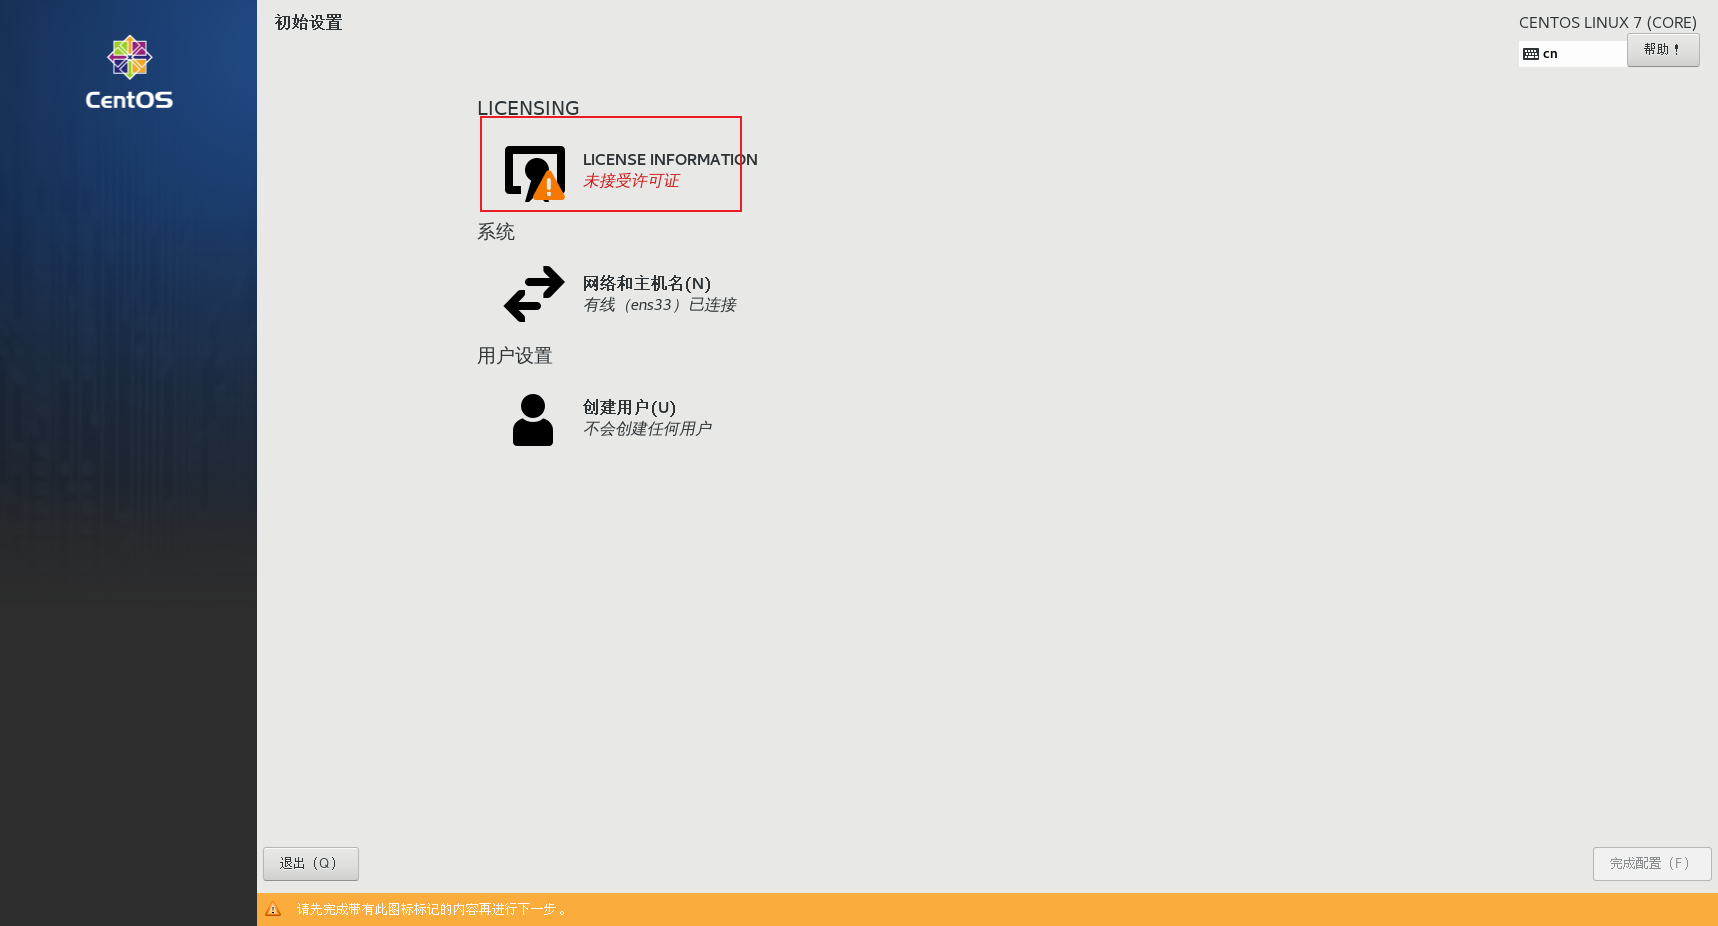 初始设置
CENTOS LINUX 7 (CORE)
cn
帮助！
CentOS
LICENSING
LICENSE INFORMATION
未接受许可证
系统
网络和主机名(N)
有线（ens33）已连接
用户设置
创建用户(U)
不会创建任何用户
退出（Q）
完成配置（F）
请先完成带有此图标标记的内容再进行下一步。